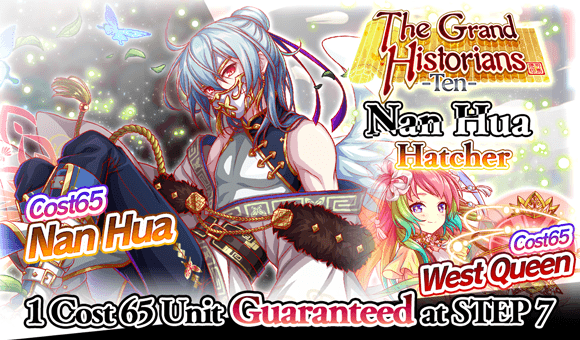 The Grand
Historians
-Ten-
Nan Hua
Hatcher
Cost65
Nan Hua
Cost65
West Queen
1 Cost 65 Unit Guaranteed at STEP 7